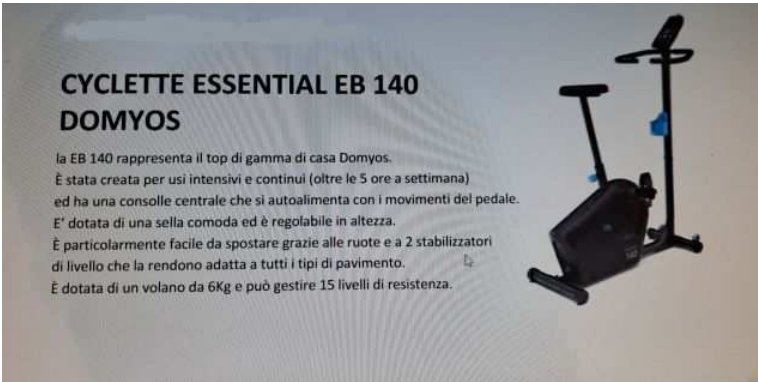 CYCLETTE ESSENTIAL EB 140
DOMYOS
la EB 140 rappresenta il top di gamma di casa Domyos.
È stata creata per usi intensivi e continui (oltre le 5 ore a settimana)
ed ha una consolle centrale che si autoalimenta con i movimenti del pedale.
E' dotata di una sella comoda ed è regolabile in altezza.
È particolarmente facile da spostare grazie alle ruote e a 2 stabilizzatori
di livello che la rendono adatta a tutti i tipi di pavimento.
È dotata di un volano da 6Kg e può gestire 15 livelli di resistenza.
140